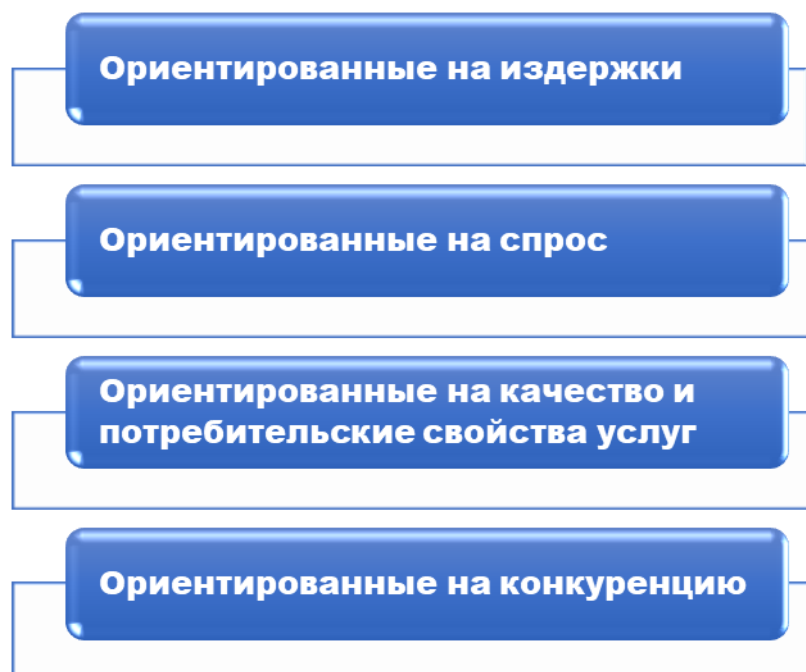 Ориентированные на издержки
Ориентированные на спрос
Ориентированные на качество и
потребительские свойства услуг
Ориентированные на конкуренцию